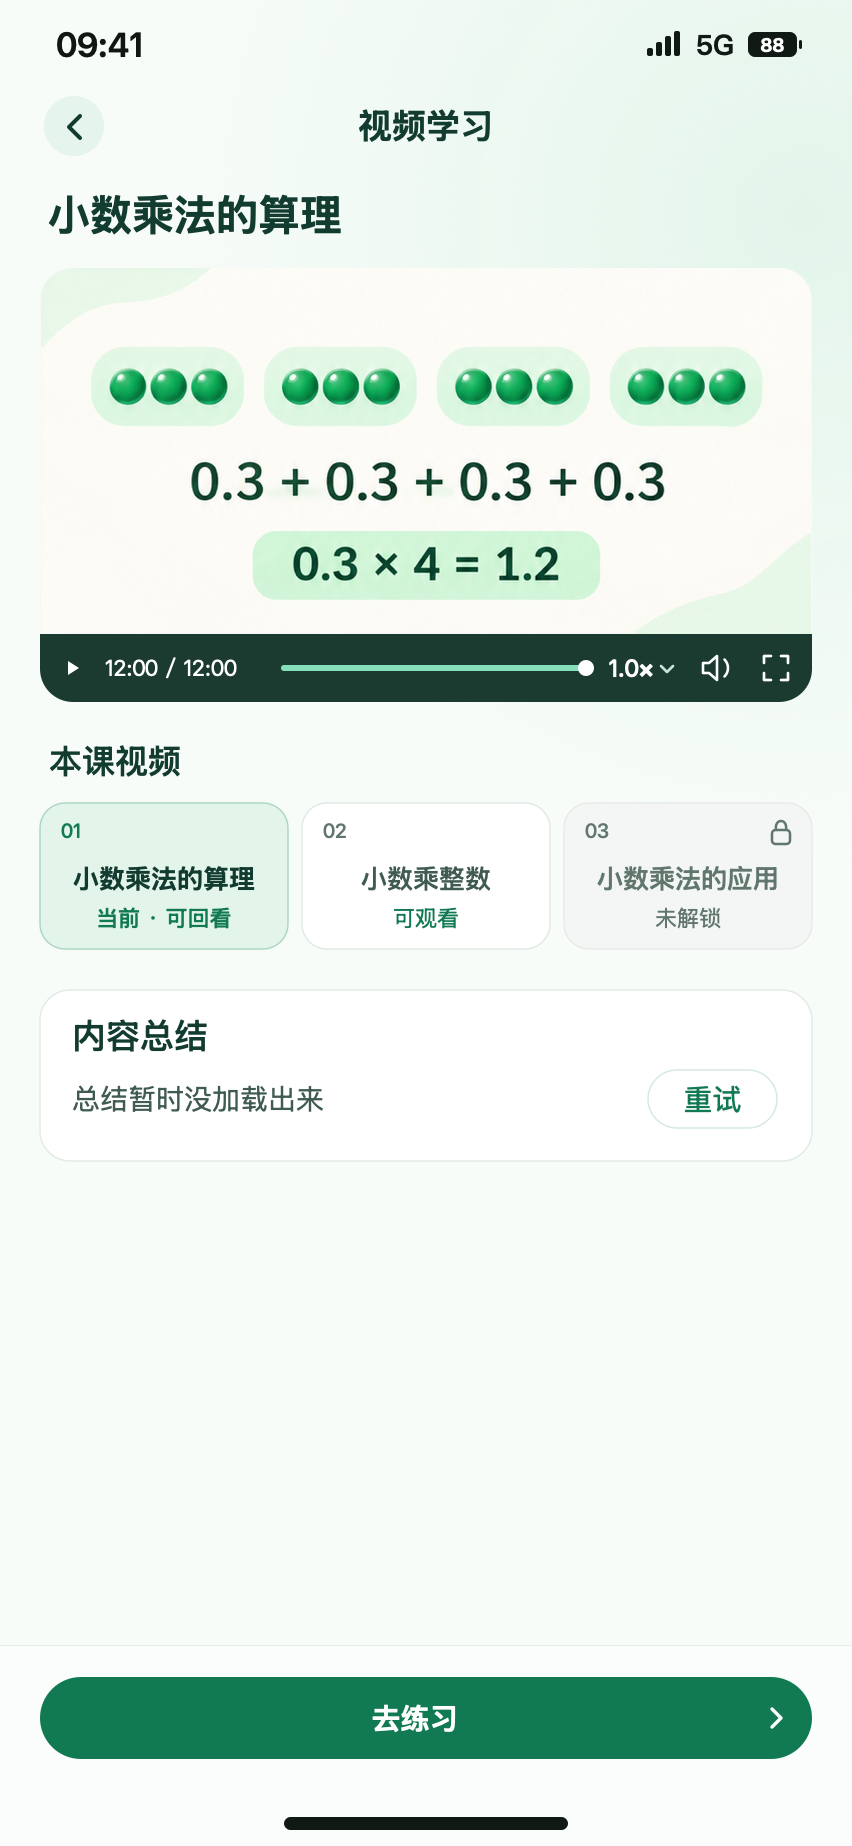 09:41
5G 88
视频学习
小数乘法的算理
0.3 + 0.3 + 0.3 + 0.3
0.3 × 4 = 1.2
12:00 / 12:00 1.0×
本课视频
01
小数乘法的算理
当前 · 可回看
02
小数乘整数
可观看
03
小数乘法的应用
未解锁
内容总结
总结暂时没加载出来
重试
去练习